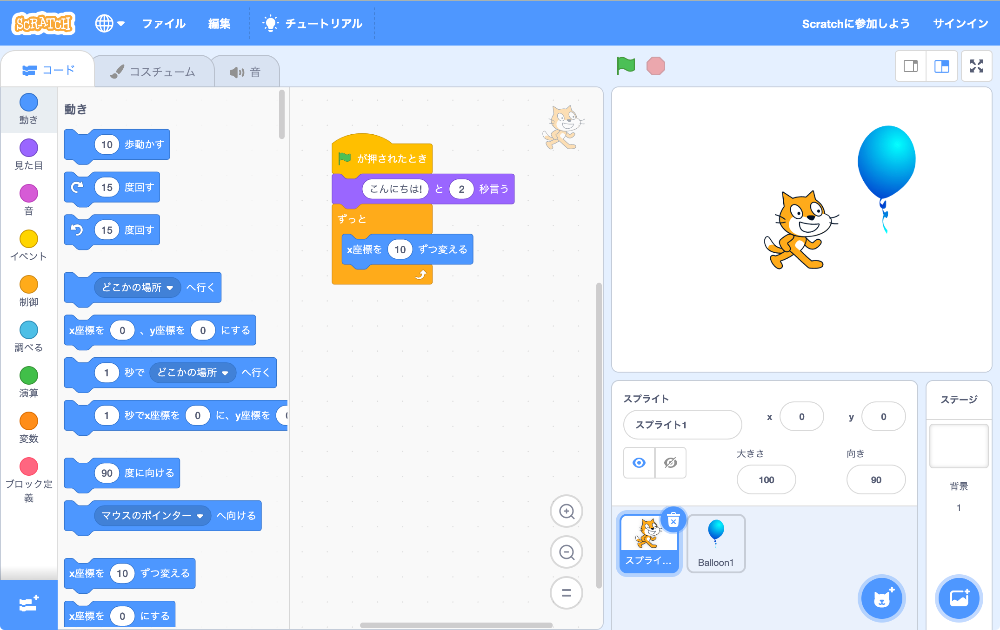 SCRATCH
ファイル
編集
チュートリアル
Scratchに参加しよう
サインイン
コード
コスチューム
音
動き
見た目
音
イベント
制御
調べる
演算
変数
ブロック定
義
動き
10 歩動かす
15 度回す
15 度回す
どこかの場所 へ行く
x座標を 0 、y座標を 0 にする
1 秒で どこかの場所 へ行く
1 秒でx座標を 0 に、y座標を
90 度に向ける
マウスのポインター へ向ける
x座標を 10 ずつ変える
x座標を 0 にする
が押されたとき
こんにちは! と 2 秒言う
ずっと
x座標を 10 ずつ変える
スプライト
スプライト1
x 0
y 0
大きさ
100
向き
90
スプライ...
Balloon1
ステージ
背景
1